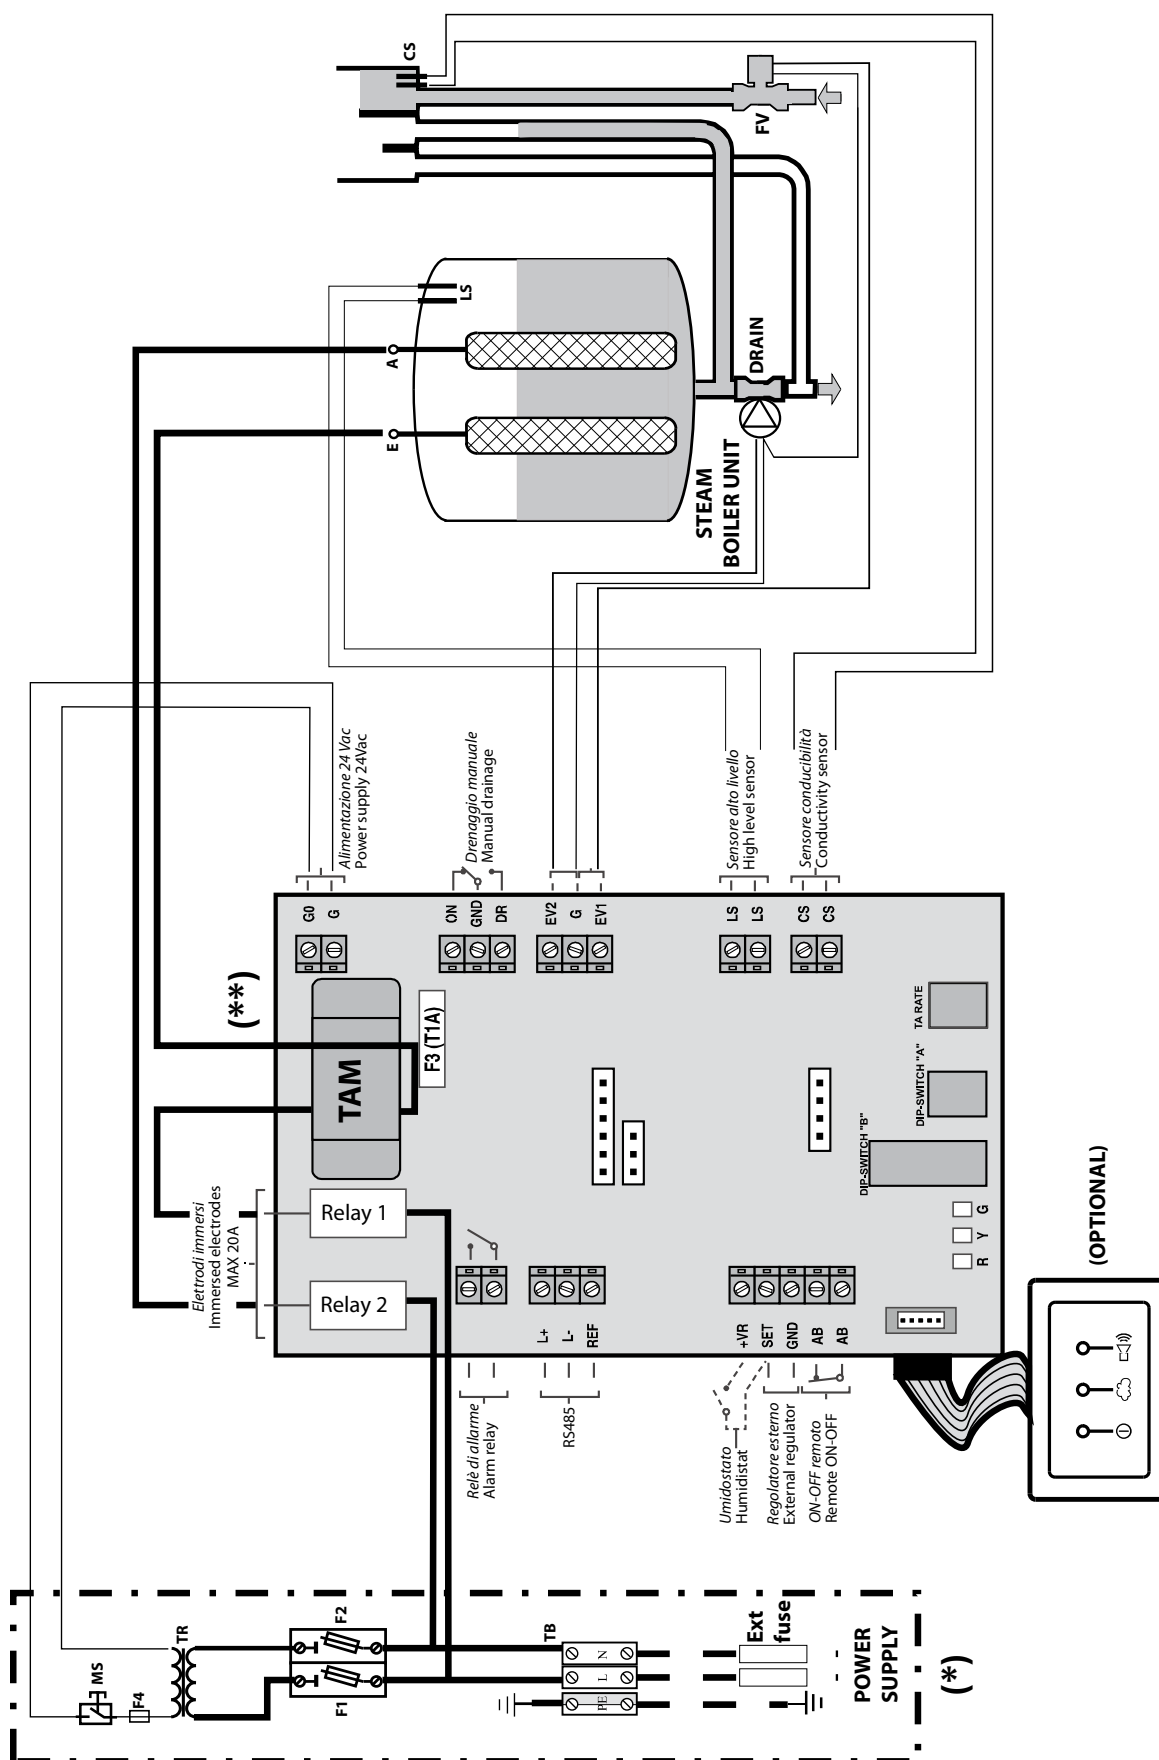 CS
FV
LS
A
E
DRAIN
STEAM
BOILER UNIT
Alimentazione 24 Vac
Power supply 24Vac
Drenaggio manuale
Manual drainage
Sensore alto livello
High level sensor
Sensore conducibilità
Conductivity sensor
G0
G
ON
GND
DR
EV2
G
EV1
LS
LS
CS
CS
(**)
TAM
F3 (T1A)
TA RATE
DIP-SWITCH "A"
DIP-SWITCH "B"
Elettrodi immersi
Immersed electrodes
MAX 20A
Relay 1
Relay 2
R
Y
G
L+
L-
REF
+VR
SET
GND
AB
AB
(OPTIONAL)
Relè di allarme
Alarm relay
RS485
Umidostato
Humidistat
Regolatore esterno
External regulator
ON-OFF remoto
Remote ON-OFF
MS
F4
TR
F2
F1
TB
PE
L
N
Ext
fuse
POWER
SUPPLY
(*)